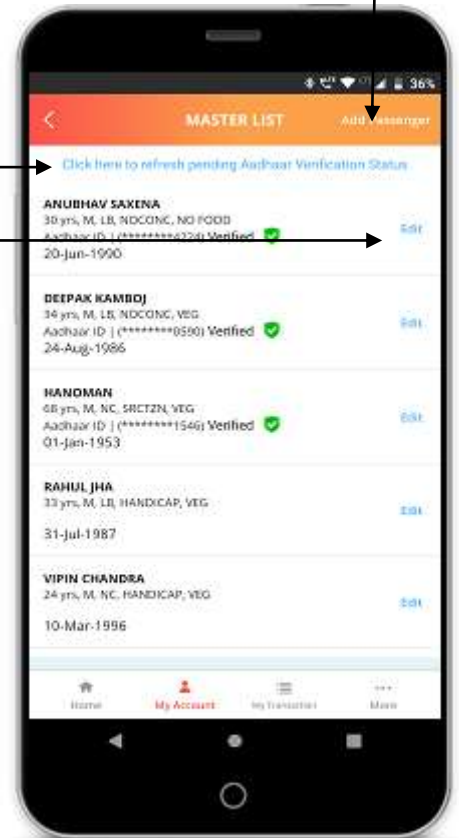 36%
MASTER LIST
Add Passenger
Click here to refresh pending Aadhaar Verification Status
ANUBHAV SAXENA
30 yrs, M, LB, NOCONC, NO FOOD
Aadhaar ID | (********4224) Verified
Edit
20-Jun-1990
DEEPAK KAMBOJ
34 yrs, M, LB, NOCONC, VEG
Aadhaar ID | (********0590) Verified
Edit
24-Aug-1986
HANOMAN
68 yrs, M, NC, SRCTZN, VEG
Aadhaar ID | (********1546) Verified
Edit
01-Jan-1953
RAHUL JHA
33 yrs, M, LB, HANDICAP, VEG
Edit
31-Jul-1987
VIPIN CHANDRA
24 yrs, M, NC, HANDICAP, VEG
Edit
10-Mar-1996
Home
My Account
My Transaction
More